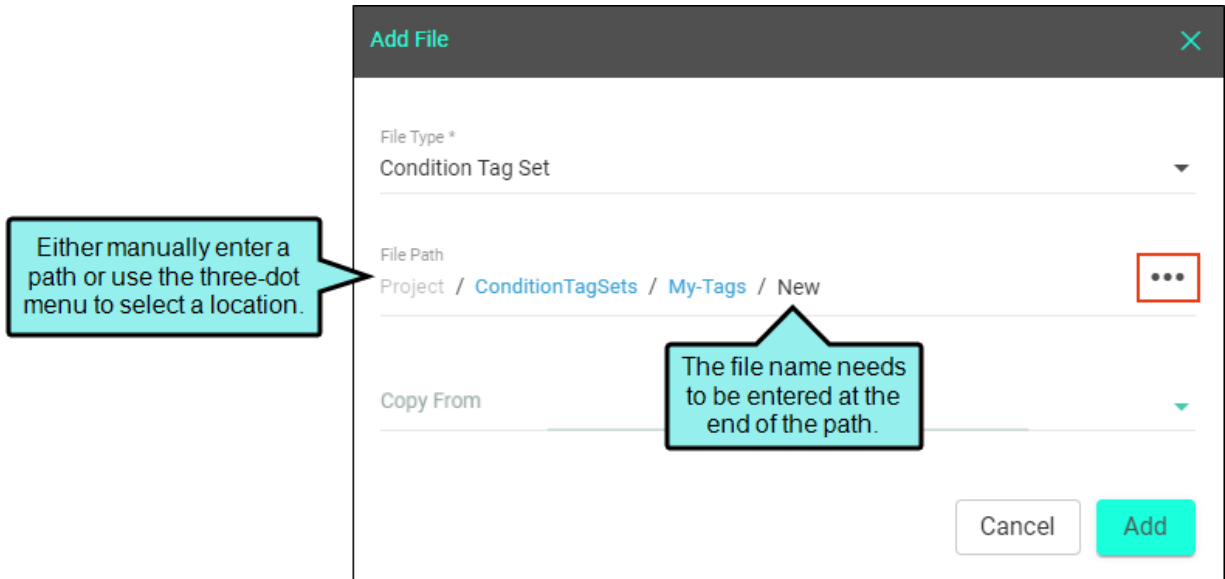 Add File
File Type *
Condition Tag Set
Either manually enter a
path or use the three-dot
menu to select a location.
File Path
Project / ConditionTagSets / My-Tags / New
The file name needs
to be entered at the
end of the path.
Copy From
Cancel
Add